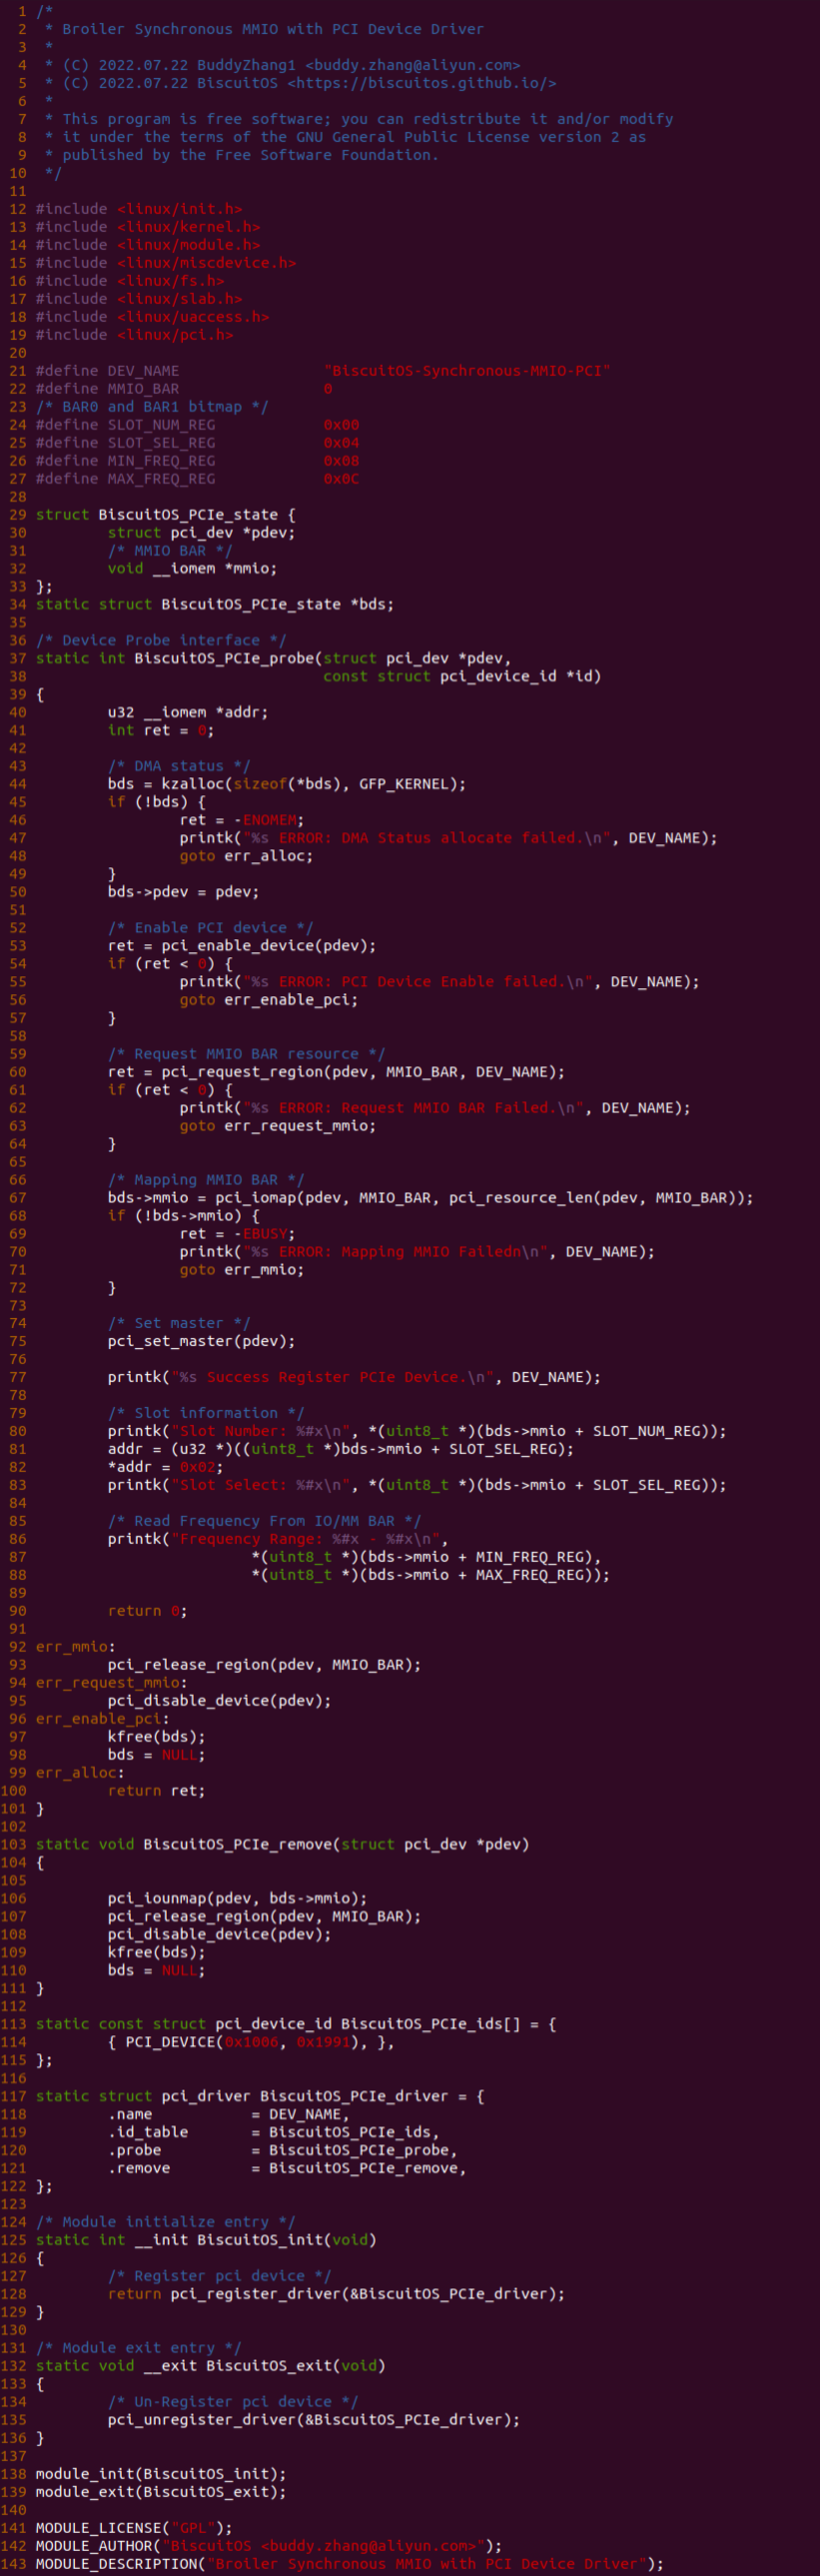 1 /*
2  * Broiler Synchronous MMIO with PCI Device Driver
3  *
4  * (C) 2022.07.22 BuddyZhang1 <buddy.zhang@aliyun.com>
5  * (C) 2022.07.22 BiscuitOS <https://biscuitos.github.io/>
6  *
7  * This program is free software; you can redistribute it and/or modify
8  * it under the terms of the GNU General Public License version 2 as
9  * published by the Free Software Foundation.
10  */
11
12 #include <linux/init.h>
13 #include <linux/kernel.h>
14 #include <linux/module.h>
15 #include <linux/miscdevice.h>
16 #include <linux/fs.h>
17 #include <linux/slab.h>
18 #include <linux/uaccess.h>
19 #include <linux/pci.h>
20
21 #define DEV_NAME                "BiscuitOS-Synchronous-MMIO-PCI"
22 #define MMIO_BAR                0
23 /* BAR0 and BAR1 bitmap */
24 #define SLOT_NUM_REG            0x00
25 #define SLOT_SEL_REG            0x04
26 #define MIN_FREQ_REG            0x08
27 #define MAX_FREQ_REG            0x0C
28
29 struct BiscuitOS_PCIe_state {
30         struct pci_dev *pdev;
31         /* MMIO BAR */
32         void __iomem *mmio;
33 };
34 static struct BiscuitOS_PCIe_state *bds;
35
36 /* Device Probe interface */
37 static int BiscuitOS_PCIe_probe(struct pci_dev *pdev,
38                                 const struct pci_device_id *id)
39 {
40         u32 __iomem *addr;
41         int ret = 0;
42
43         /* DMA status */
44         bds = kzalloc(sizeof(*bds), GFP_KERNEL);
45         if (!bds) {
46                 ret = -ENOMEM;
47                 printk("%s ERROR: DMA Status allocate failed.\n", DEV_NAME);
48                 goto err_alloc;
49         }
50         bds->pdev = pdev;
51
52         /* Enable PCI device */
53         ret = pci_enable_device(pdev);
54         if (ret < 0) {
55                 printk("%s ERROR: PCI Device Enable failed.\n", DEV_NAME);
56                 goto err_enable_pci;
57         }
58
59         /* Request MMIO BAR resource */
60         ret = pci_request_region(pdev, MMIO_BAR, DEV_NAME);
61         if (ret < 0) {
62                 printk("%s ERROR: Request MMIO BAR Failed.\n", DEV_NAME);
63                 goto err_request_mmio;
64         }
65
66         /* Mapping MMIO BAR */
67         bds->mmio = pci_iomap(pdev, MMIO_BAR, pci_resource_len(pdev, MMIO_BAR));
68         if (!bds->mmio) {
69                 ret = -EBUSY;
70                 printk("%s ERROR: Mapping MMIO Failedn\n", DEV_NAME);
71                 goto err_mmio;
72         }
73
74         /* Set master */
75         pci_set_master(pdev);
76
77         printk("%s Success Register PCIe Device.\n", DEV_NAME);
78
79         /* Slot information */
80         printk("Slot Number: %#x\n", *(uint8_t *)(bds->mmio + SLOT_NUM_REG));
81         addr = (u32 *)((uint8_t *)bds->mmio + SLOT_SEL_REG);
82         *addr = 0x02;
83         printk("Slot Select: %#x\n", *(uint8_t *)(bds->mmio + SLOT_SEL_REG));
84
85         /* Read Frequency From IO/MM BAR */
86         printk("Frequency Range: %#x - %#x\n",
87                         *(uint8_t *)(bds->mmio + MIN_FREQ_REG),
88                         *(uint8_t *)(bds->mmio + MAX_FREQ_REG));
89
90         return 0;
91
92 err_mmio:
93         pci_release_region(pdev, MMIO_BAR);
94 err_request_mmio:
95         pci_disable_device(pdev);
96 err_enable_pci:
97         kfree(bds);
98         bds = NULL;
99 err_alloc:
100         return ret;
101 }
102
103 static void BiscuitOS_PCIe_remove(struct pci_dev *pdev)
104 {
105
106         pci_iounmap(pdev, bds->mmio);
107         pci_release_region(pdev, MMIO_BAR);
108         pci_disable_device(pdev);
109         kfree(bds);
110         bds = NULL;
111 }
112
113 static const struct pci_device_id BiscuitOS_PCIe_ids[] = {
114         { PCI_DEVICE(0x1006, 0x1991), },
115 };
116
117 static struct pci_driver BiscuitOS_PCIe_driver = {
118         .name           = DEV_NAME,
119         .id_table       = BiscuitOS_PCIe_ids,
120         .probe          = BiscuitOS_PCIe_probe,
121         .remove         = BiscuitOS_PCIe_remove,
122 };
123
124 /* Module initialize entry */
125 static int __init BiscuitOS_init(void)
126 {
127         /* Register pci device */
128         return pci_register_driver(&BiscuitOS_PCIe_driver);
129 }
130
131 /* Module exit entry */
132 static void __exit BiscuitOS_exit(void)
133 {
134         /* Un-Register pci device */
135         pci_unregister_driver(&BiscuitOS_PCIe_driver);
136 }
137
138 module_init(BiscuitOS_init);
139 module_exit(BiscuitOS_exit);
140
141 MODULE_LICENSE("GPL");
142 MODULE_AUTHOR("BiscuitOS <buddy.zhang@aliyun.com>");
143 MODULE_DESCRIPTION("Broiler Synchronous MMIO with PCI Device Driver");